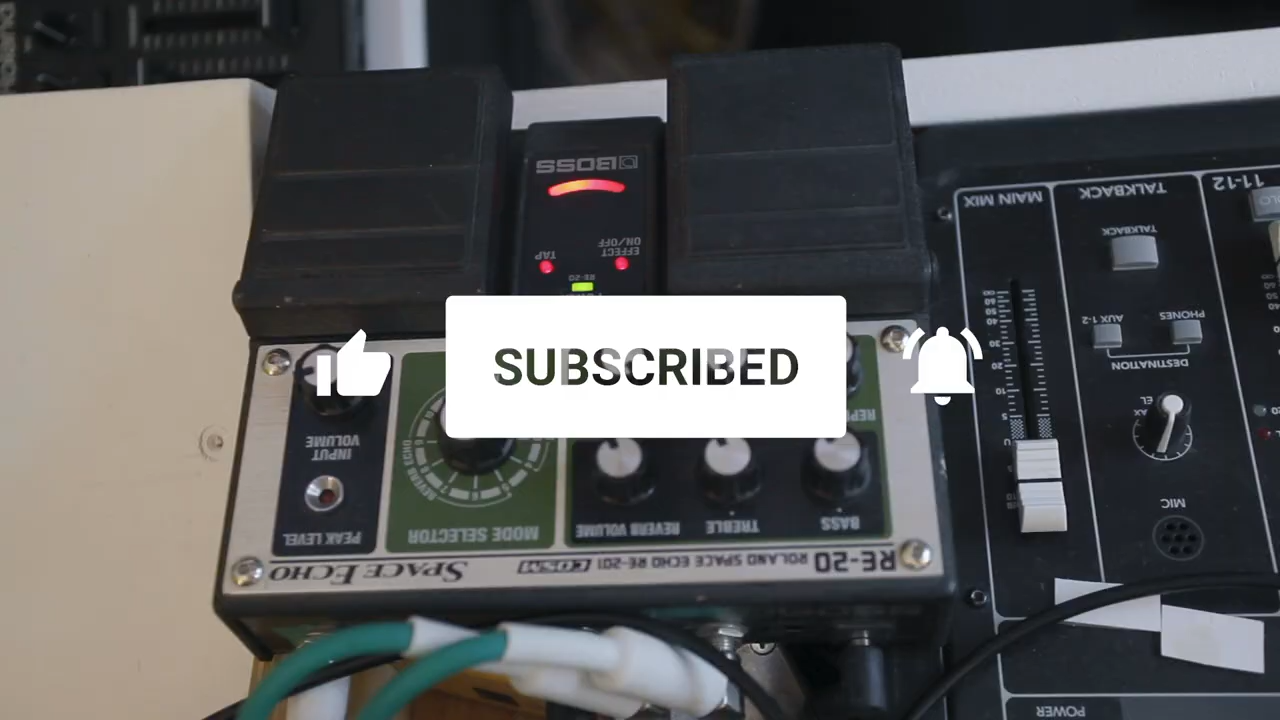 SUBSCRIBED
BOSS
EFFECT
ON/OFF
TAP
RE-20
INPUT
VOLUME
PEAK LEVEL
MODE SELECTOR
REVERB VOLUME
TREBLE
BASS
RE-20 ROLAND SPACE ECHO RE-201 COSM SPACE ECHO
MAIN MIX
TALKBACK
11-12
TALKBACK
AUX 1-2
PHONES
DESTINATION
MIC
POWER